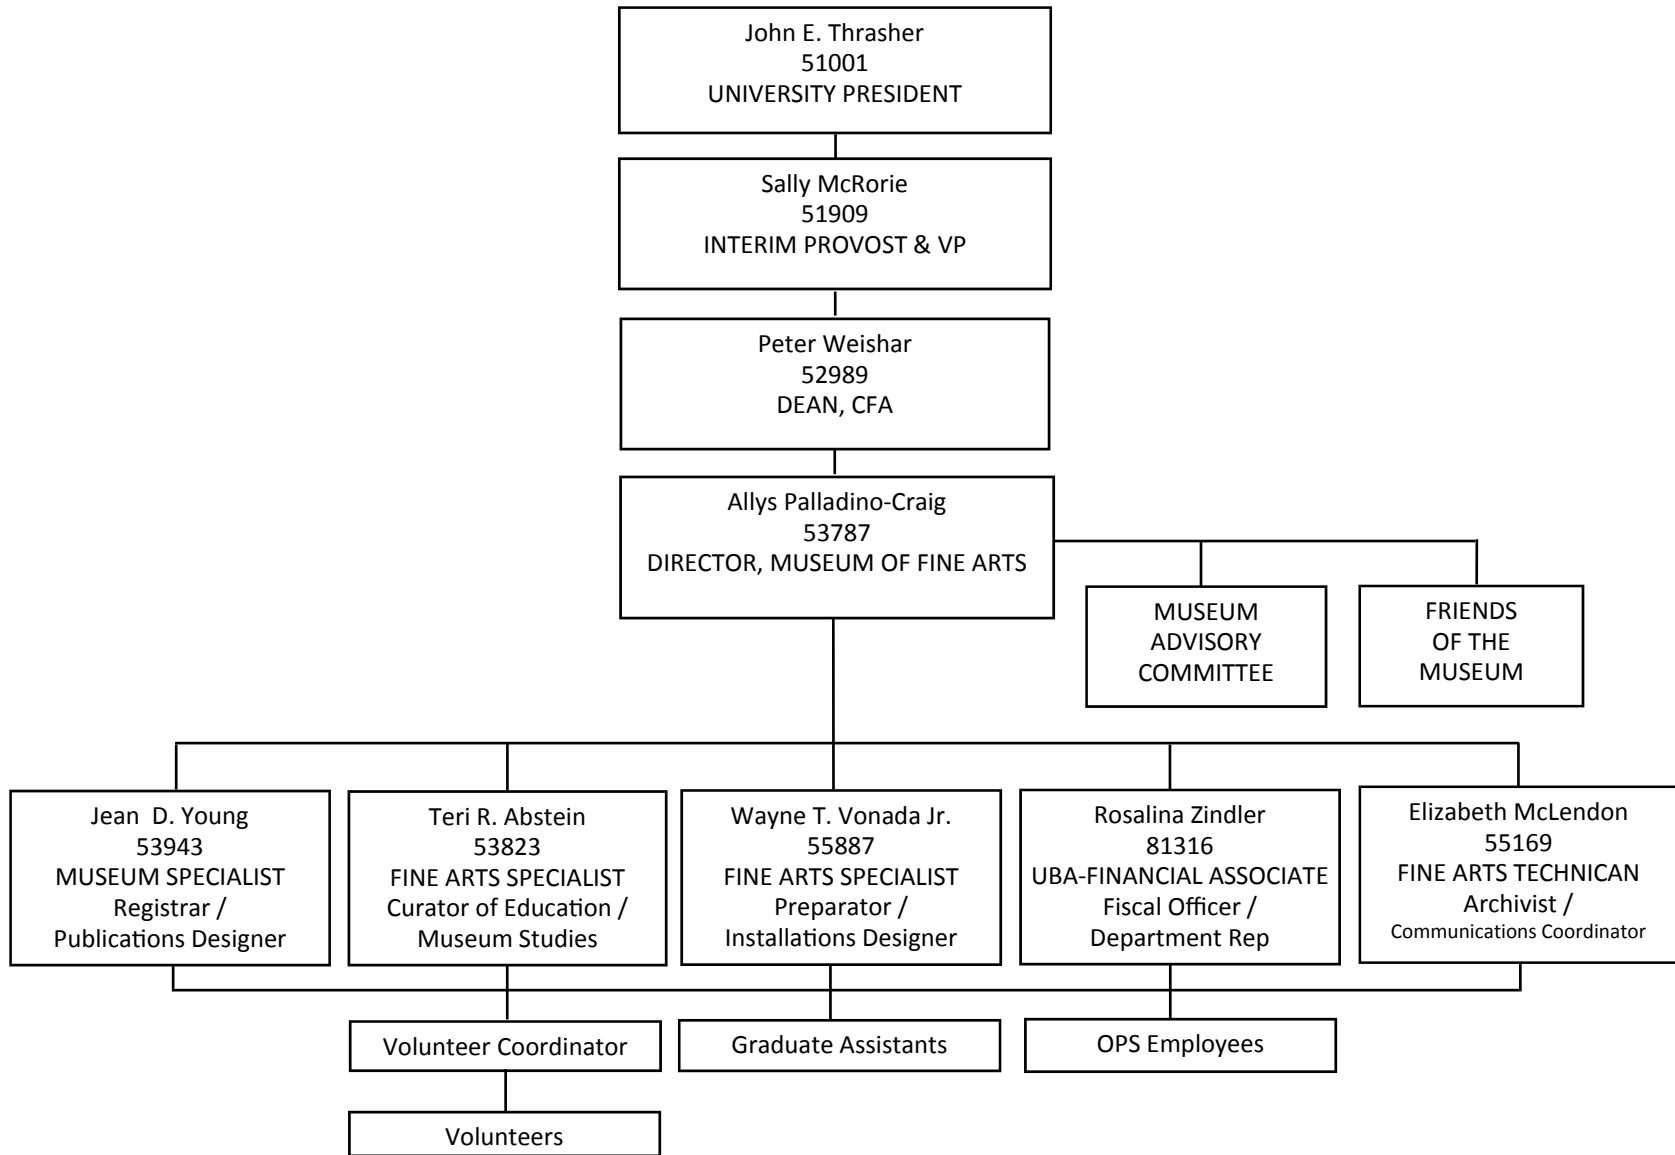 John E. Thrasher
51001
UNIVERSITY PRESIDENT
Sally McRorie
51909
INTERIM PROVOST & VP
Peter Weishar
52989
DEAN, CFA
Allys Palladino-Craig
53787
DIRECTOR, MUSEUM OF FINE ARTS
MUSEUM
ADVISORY
COMMITTEE
FRIENDS
OF THE
MUSEUM
Jean D. Young
53943
MUSEUM SPECIALIST
Registrar /
Publications Designer
Teri R. Abstein
53823
FINE ARTS SPECIALIST
Curator of Education /
Museum Studies
Wayne T. Vonada Jr.
55887
FINE ARTS SPECIALIST
Preparator /
Installations Designer
Rosalina Zindler
81316
UBA-FINANCIAL ASSOCIATE
Fiscal Officer /
Department Rep
Elizabeth McLendon
55169
FINE ARTS TECHNICAN
Archivist /
Communications Coordinator
Volunteer Coordinator
Graduate Assistants
OPS Employees
Volunteers